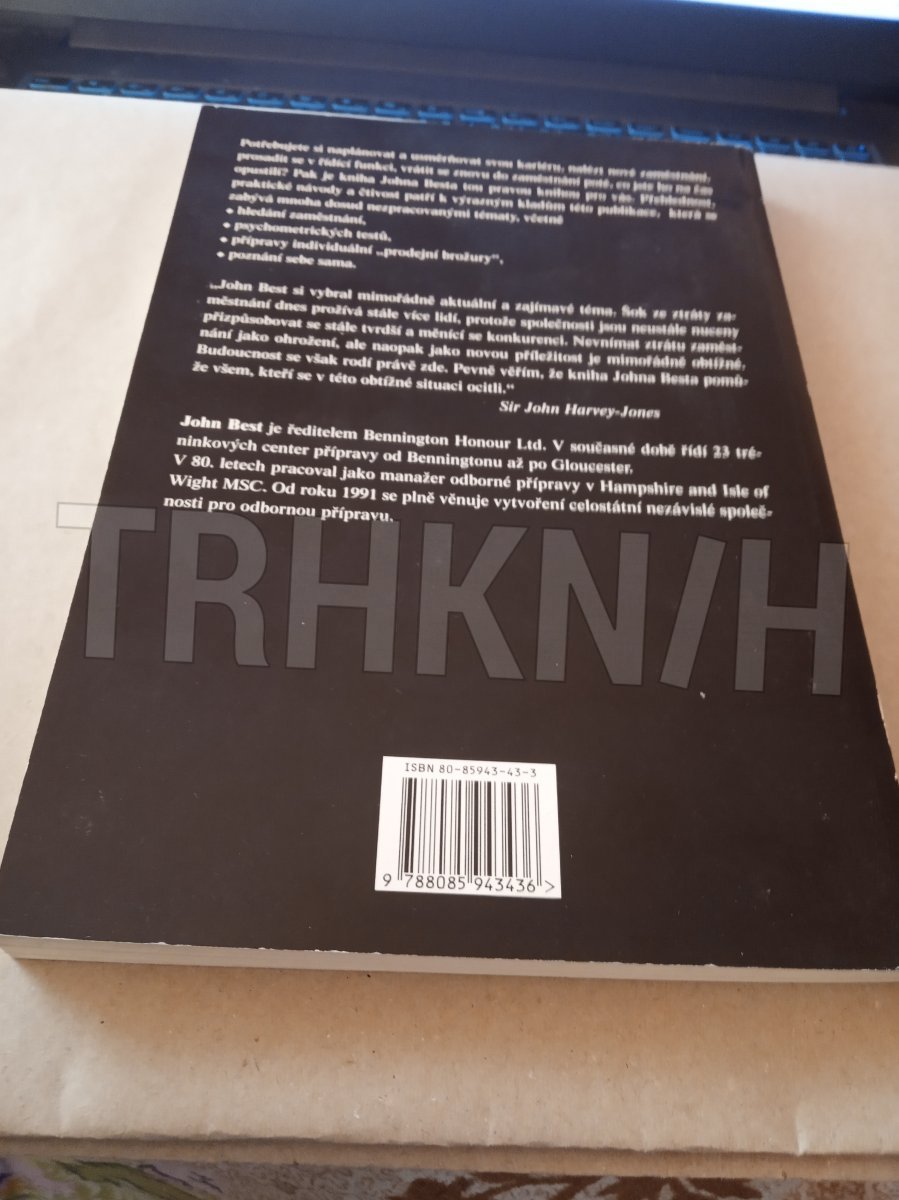 Potřebujete si naplánovat a usměrňovat svou kariéru, nalézt nové zaměstnání,
prosadit se v řídící funkci, vrátit se znovu do zaměstnání poté, co jste ho na čas
opustili? Pak je kniha Johna Besta tou pravou knihou pro vás. Přehlednost,
praktické návody a čtivost patří k výrazným kladům této publikace, která se
zabývá mnoha dosud nezpracovanými tématy, včetně
◆ hledání zaměstnání,
◆ psychometrických testů,
◆ přípravy individuální „prodejní brožury“,
◆ poznání sebe sama.
„John Best si vybral mimořádně aktuální a zajímavé téma. Šok ze ztráty za-
městnání dnes prožívá stále více lidí, protože společnosti jsou neustále nuceny
přizpůsobovat se stále tvrdší a měnící se konkurenci. Nevnímat ztrátu zaměst-
nání jako ohrožení, ale naopak jako novou příležitost je mimořádně obtížné.
Budoucnost se však rodí právě zde. Pevně věřím, že kniha Johna Besta pomů-
že všem, kteří se v této obtížné situaci ocitli.“
Sir John Harvey-Jones
John Best je ředitelem Bennington Honour Ltd. V současné době řídí 23 tré-
ninkových center přípravy od Benningtonu až po Gloucester.
V 80. letech pracoval jako manažer odborné přípravy v Hampshire and Isle of
Wight MSC. Od roku 1991 se plně věnuje vytvoření celostátní nezávislé společ-
nosti pro odbornou přípravu.
TRHKN/H
ISBN 80-85943-43-3
9 788085 943436 >